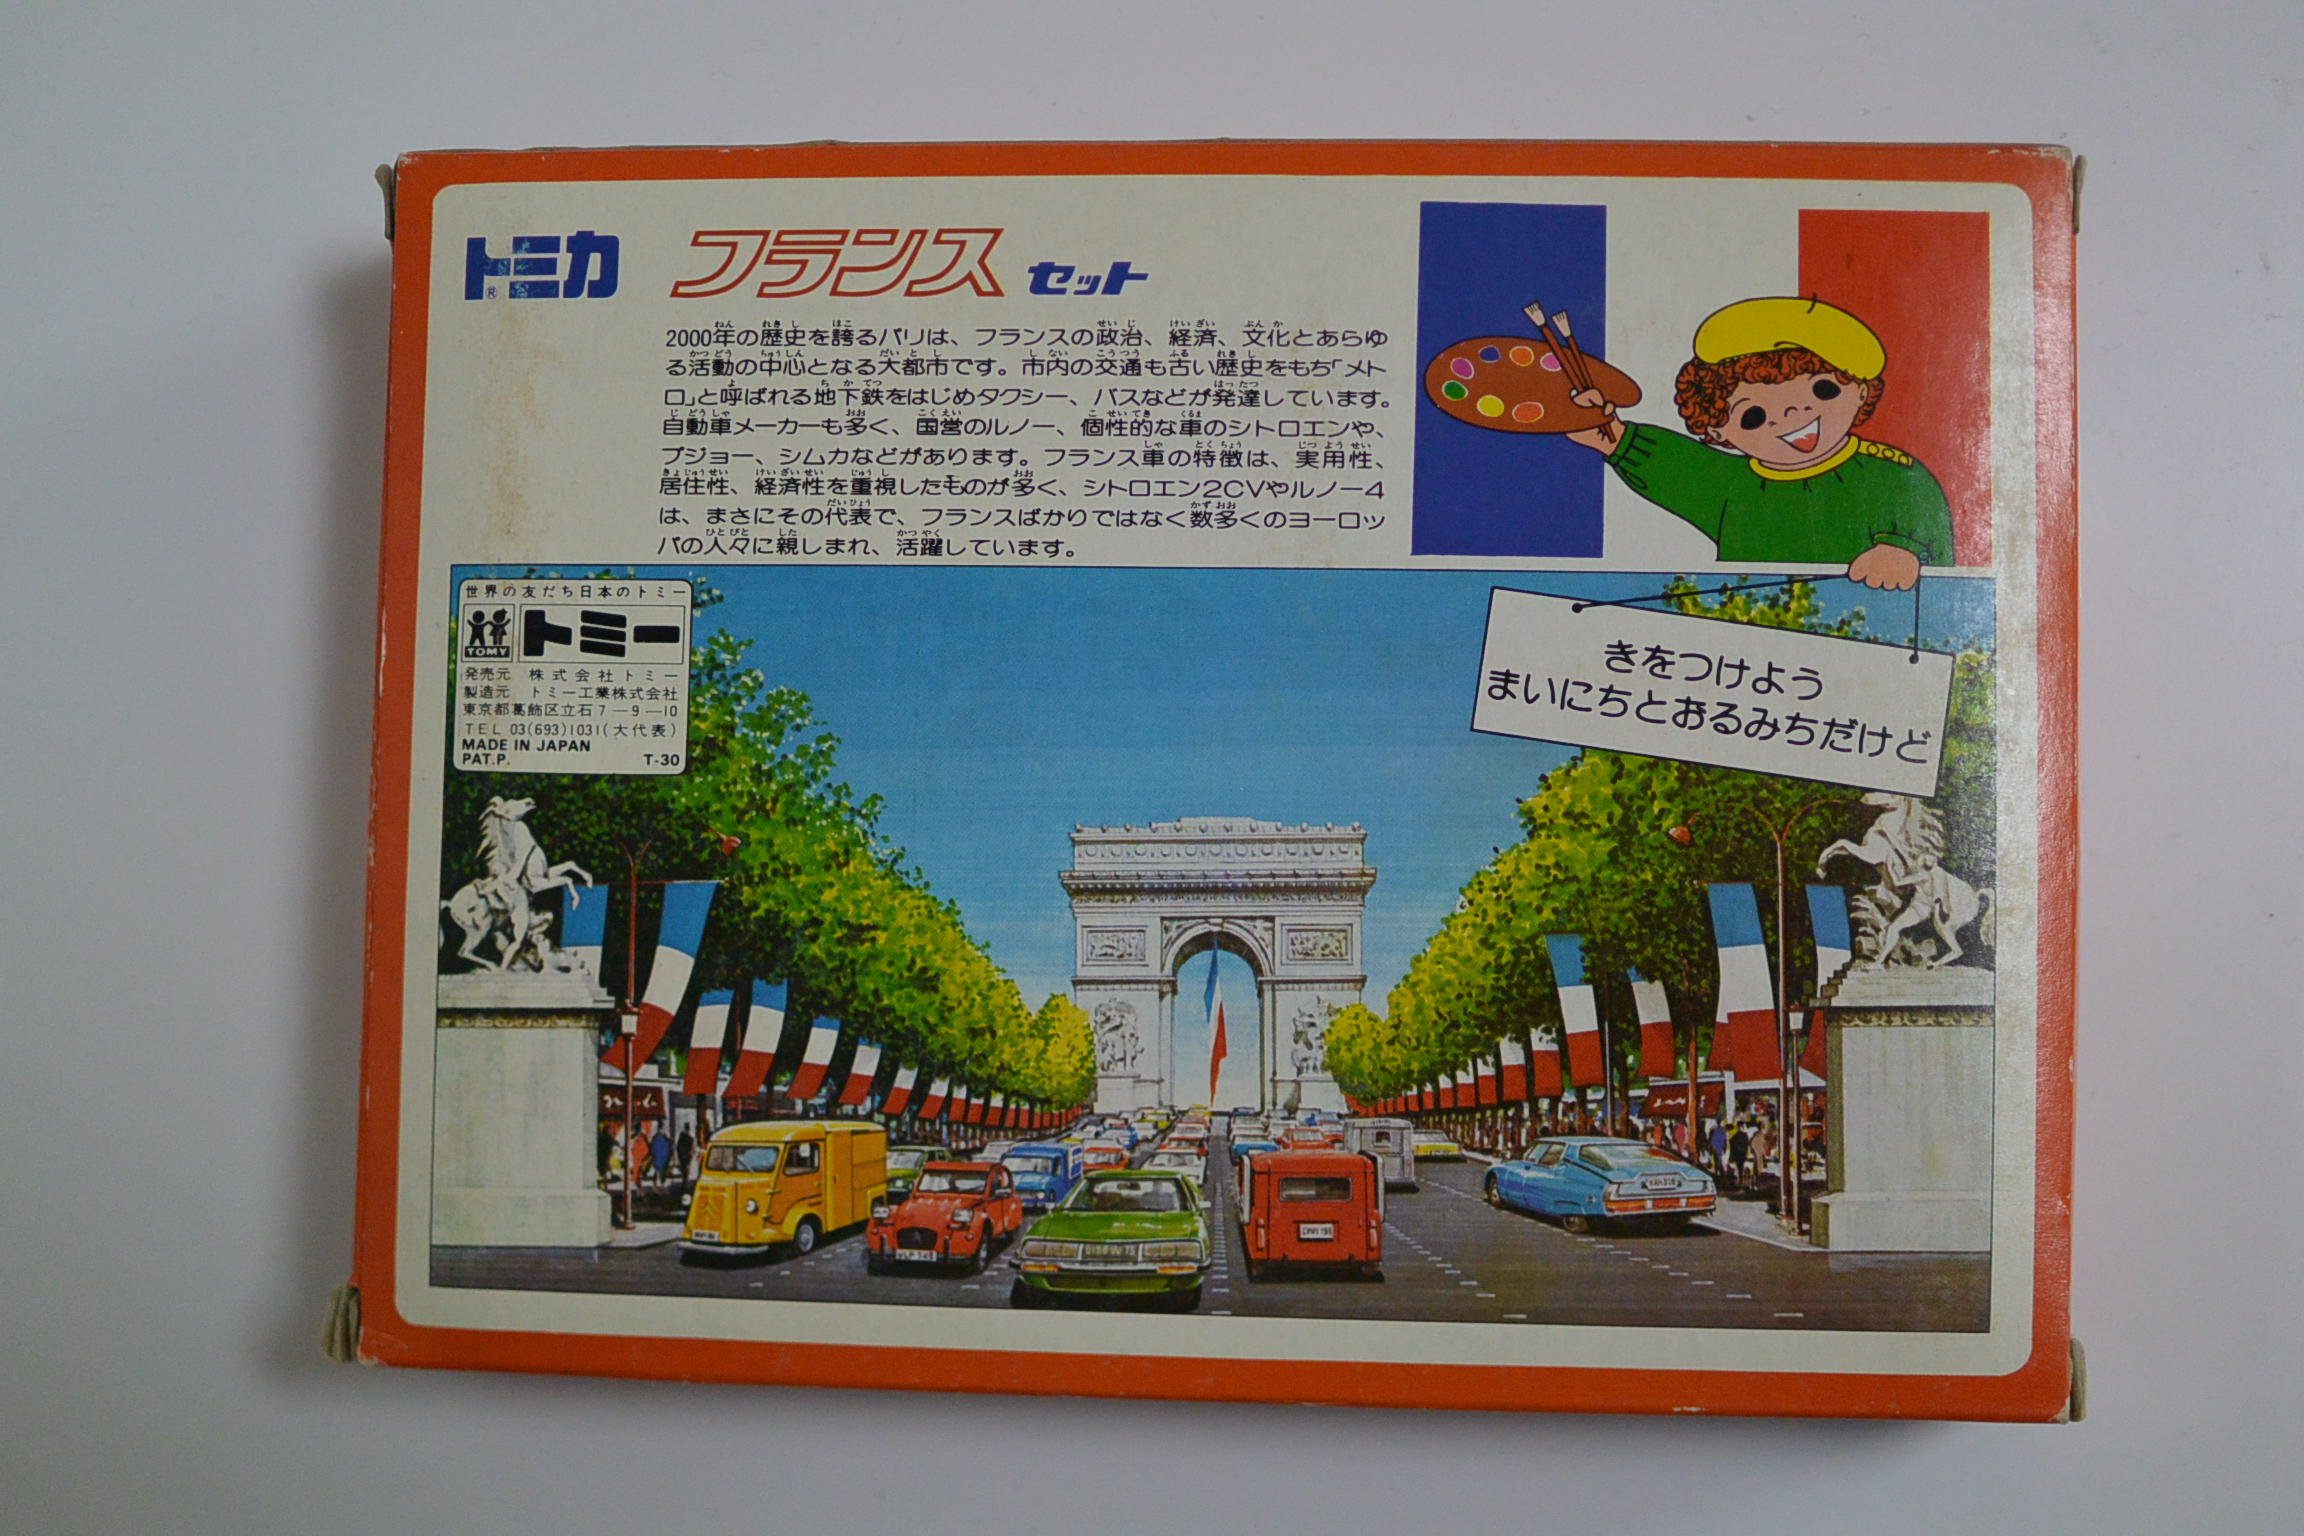 トミカ®
フランスセット
2000年の歴史を誇るパリは、フランスの政治、経済、文化とあらゆ
る活動の中心となる大都市です。市内の交通も古い歴史をもち「メト
ロ」と呼ばれる地下鉄をはじめタクシー、バスなどが発達しています。
自動車メーカーも多く、国営のルノー、個性的な車のシトロエンや、
プジョー、シムカなどがあります。フランス車の特徴は、実用性、
居住性、経済性を重視したものが多く、シトロエン2CVやルノー4
は、まさにその代表で、フランスばかりではなく数多くのヨーロッ
パの人々に親しまれ、活躍しています。
きをつけよう
まいにちとおるみちだけど
世界の友だち日本のトミー
TOMY
トミー
発売元 株式会社トミー
製造元 トミー工業株式会社
東京都葛飾区立石7-9-10
TEL 03(693)1031(大代表)
MADE IN JAPAN
PAT.P. T-30